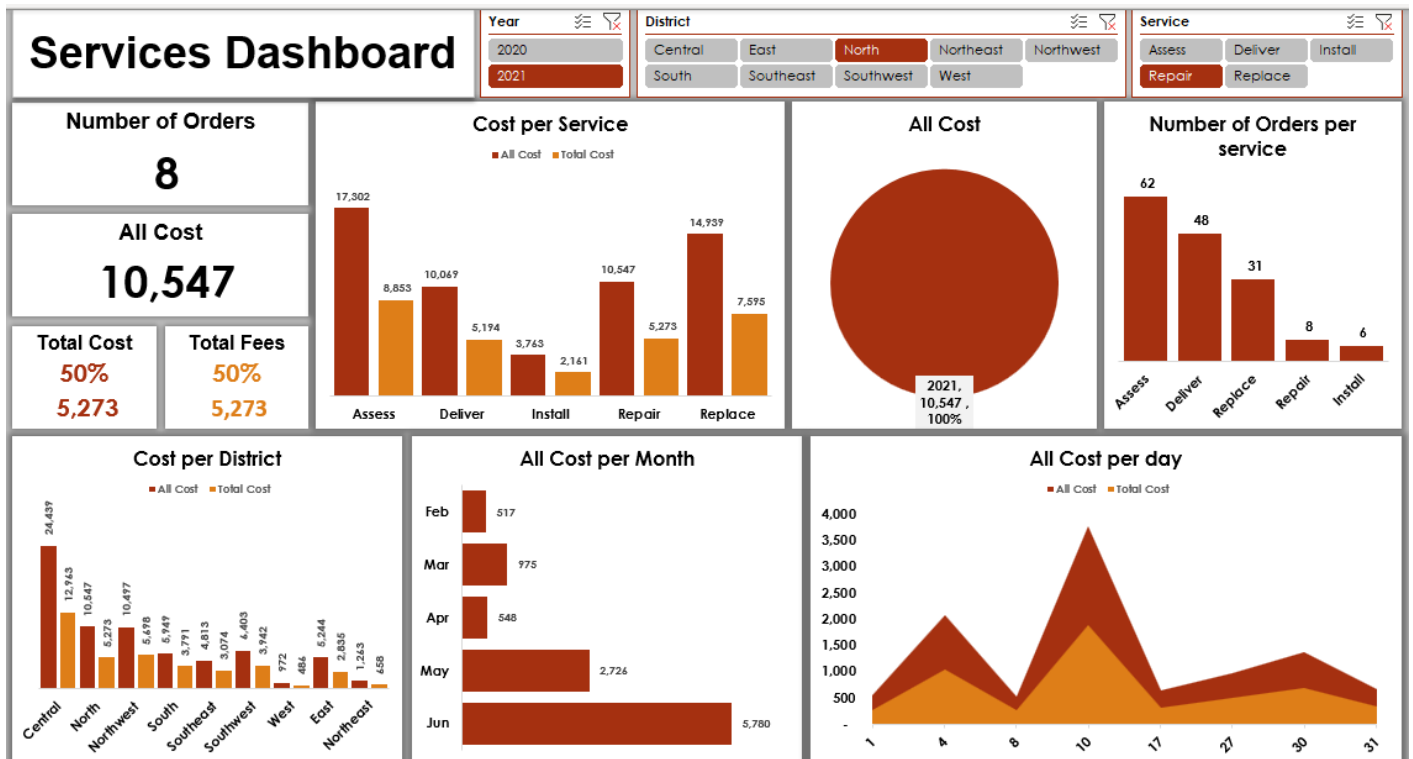 Services Dashboard
Year
2020
2021
District
Central East North Northeast Northwest
South Southeast Southwest West
Service
Assess Deliver Install
Repair Replace
Number of Orders
8
All Cost
10,547
Total Cost
50%
5,273
Total Fees
50%
5,273
Cost per Service
All Cost Total Cost
17,302
8,853
10,069
5,194
3,763
2,161
10,547
5,273
14,939
7,595
Assess Deliver Install Repair Replace
All Cost
2021,
10,547 ,
100%
Number of Orders per
service
62
48
31
8
6
Assess
Deliver
Replace
Repair
Install
Cost per District
All Cost Total Cost
24,439
12,963
10,547
5,273
10,497
5,698
5,949
3,791
4,813
3,074
6,403
3,942
972
486
5,244
2,835
1,263
658
Central
North
Northwest
South
Southeast
Southwest
West
East
Northeast
All Cost per Month
Feb 517
Mar 975
Apr 548
May 2,726
Jun 5,780
All Cost per day
All Cost Total Cost
4,000
3,500
3,000
2,500
2,000
1,500
1,000
500
-
1
4
8
10
17
27
30
31